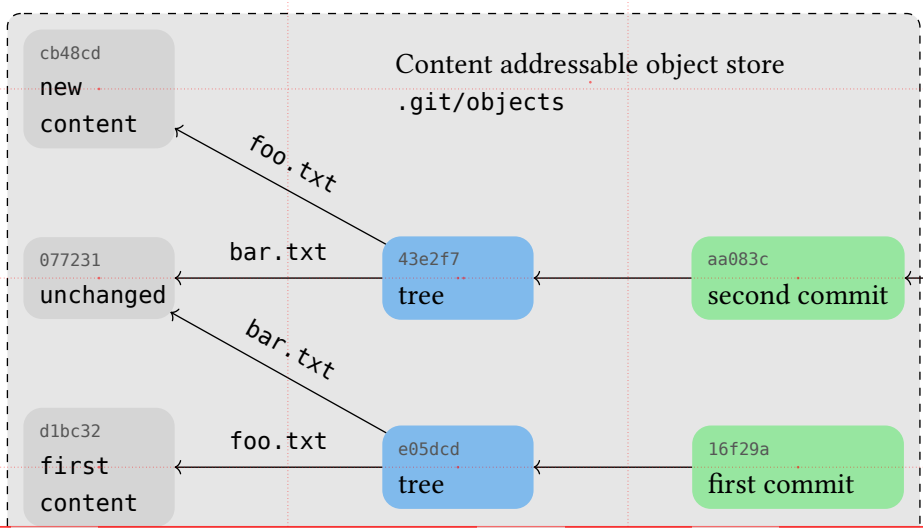 cb48cd
new
content
Content addressable object store
.git/objects
foo.txt
077231
unchanged
bar.txt
43e2f7
tree
aa083c
second commit
bar.txt
d1bc32
first
content
foo.txt
e05dcd
tree
16f29a
first commit